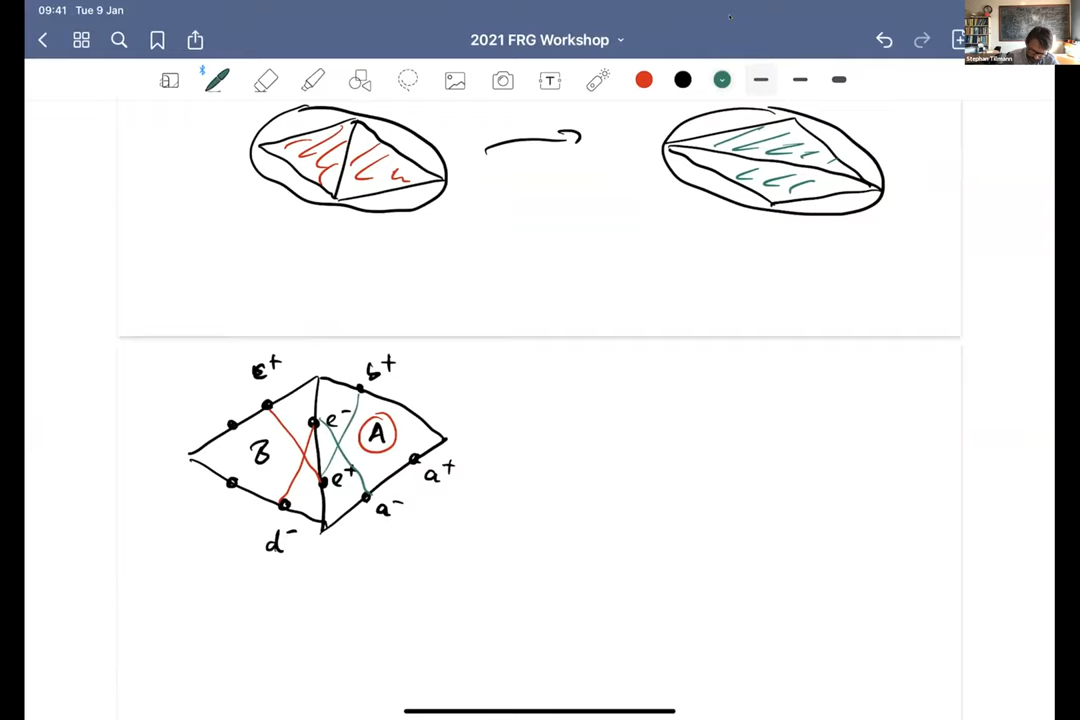 09:41 Tue 9 Jan
2021 FRG Workshop
T
Stephan Tillmann
c+
b+
e-
A
B
e+
a+
a-
d-